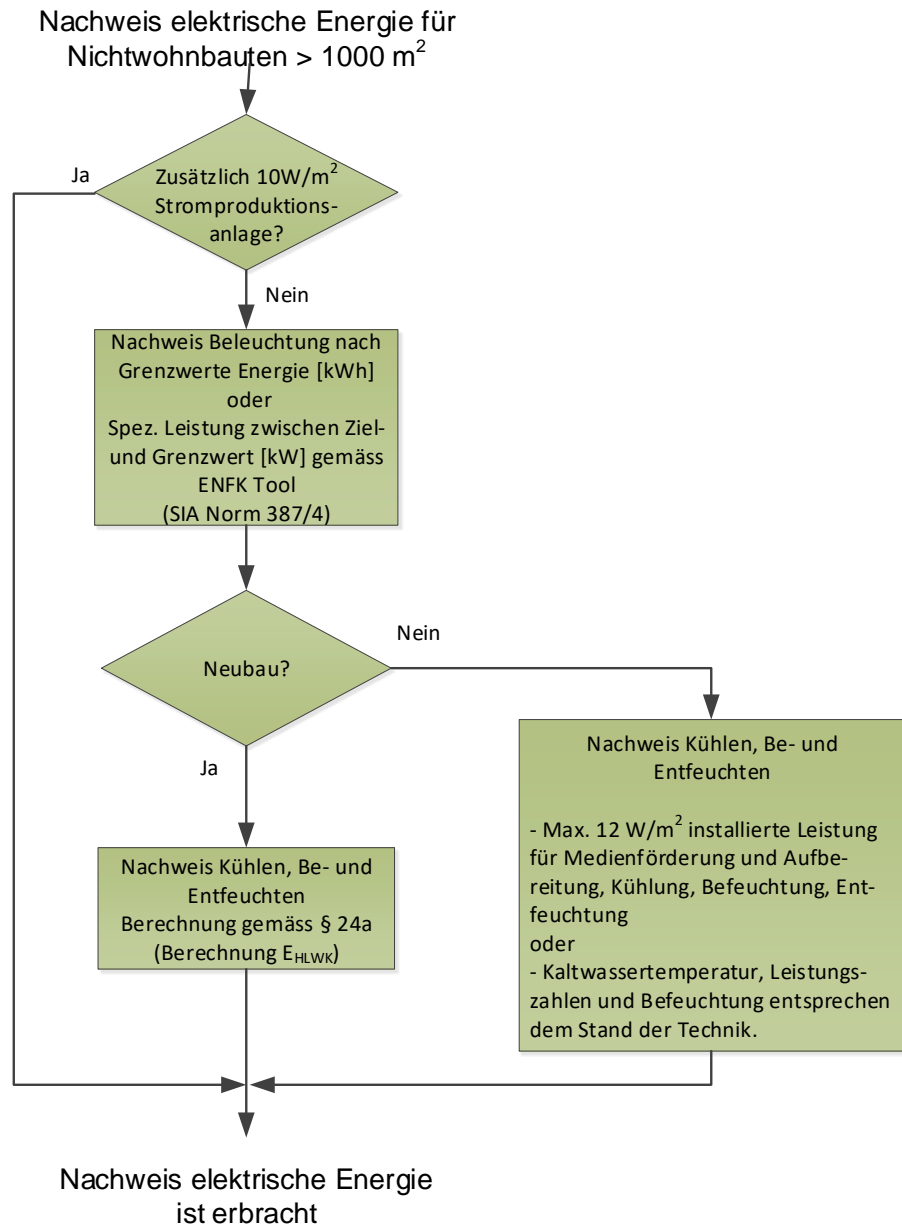 Nachweis elektrische Energie für
Nichtwohnbauten > 1000 m²
Ja
Zusätzlich 10W/m²
Stromproduktions-
anlage?
Nein
Nachweis Beleuchtung nach
Grenzwerte Energie [kWh]
oder
Spez. Leistung zwischen Ziel-
und Grenzwert [kW] gemäss
ENFK Tool
(SIA Norm 387/4)
Nein
Neubau?
Ja
Nachweis Kühlen, Be- und
Entfeuchten
Berechnung gemäss § 24a
(Berechnung EHLWK)
Nachweis Kühlen, Be- und
Entfeuchten
- Max. 12 W/m² installierte Leistung
für Medienförderung und Aufbe-
reitung, Kühlung, Befeuchtung, Ent-
feuchtung
oder
- Kaltwassertemperatur, Leistungs-
zahlen und Befeuchtung entsprechen
dem Stand der Technik.
Nachweis elektrische Energie
ist erbracht